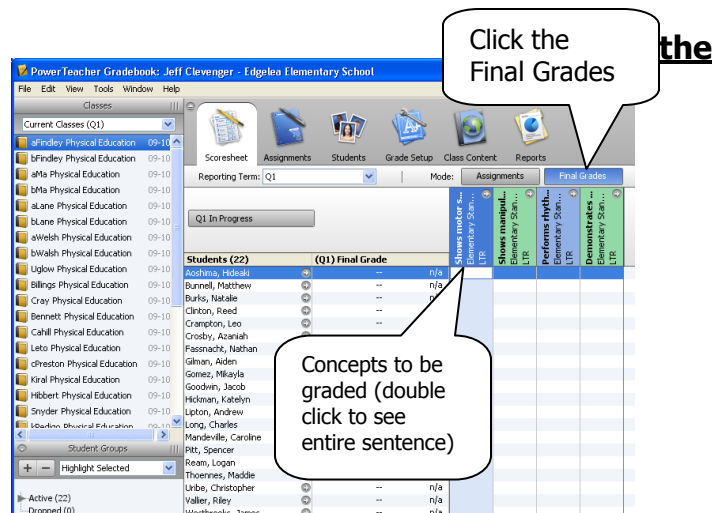 Click the
Final Grades
the
PowerTeacher Gradebook: Jeff Clevenger - Edgelea Elementary School
File Edit View Tools Window Help
Classes
Current Classes (Q1)
aFindley Physical Education 09-10
bFindley Physical Education 09-10
aMa Physical Education 09-10
bMa Physical Education 09-10
aLane Physical Education 09-10
bLane Physical Education 09-10
aWelsh Physical Education 09-10
bWalsh Physical Education 09-10
Uglow Physical Education 09-10
Billings Physical Education 09-10
Cray Physical Education 09-10
Bennett Physical Education 09-10
Cahill Physical Education 09-10
Leto Physical Education 09-10
cPreston Physical Education 09-10
Kiral Physical Education 09-10
Hibbert Physical Education 09-10
Snyder Physical Education 09-10
kPedigo Physical Education 09-10
Student Groups
Highlight Selected
Active (22)
Dropped (0)
Scoresheet Assignments Students Grade Setup Class Content Reports
Reporting Term: Q1 Mode: Assignments Final Grades
Q1 In Progress
Shows motor s...
Elementary Stan...
LTR
Shows manipul...
Elementary Stan...
LTR
Performs rhyth...
Elementary Stan...
LTR
Demonstrates ...
Elementary Stan...
LTR
Students (22) (Q1) Final Grade
Aoshima, Hideaki -- n/a
Bunnell, Matthew -- n/a
Burks, Natalie -- n/a
Clinton, Reed --
Crampton, Leo --
Crosby, Azaniah
Fassnacht, Nathan
Gilman, Aiden
Gomez, Mikayla
Goodwin, Jacob
Hickman, Katelyn
Lipton, Andrew
Long, Charles
Mandeville, Caroline
Pitt, Spencer
Ream, Logan
Thoennes, Maddie
Uribe, Christopher -- n/a
Vallier, Riley -- n/a
Westbrooks, James -- n/a
Concepts to be
graded (double
click to see
entire sentence)